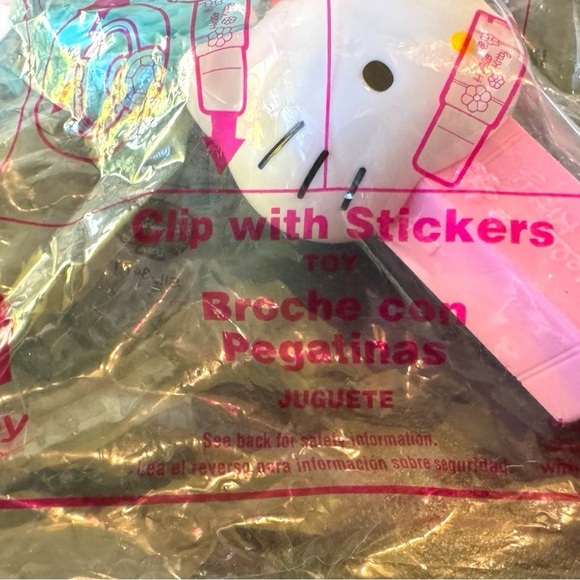 Clip with Stickers
TOY
Broche con
Pegatinas
JUGUETE
See back for safety information.
Lea el reverso para información sobre seguridad